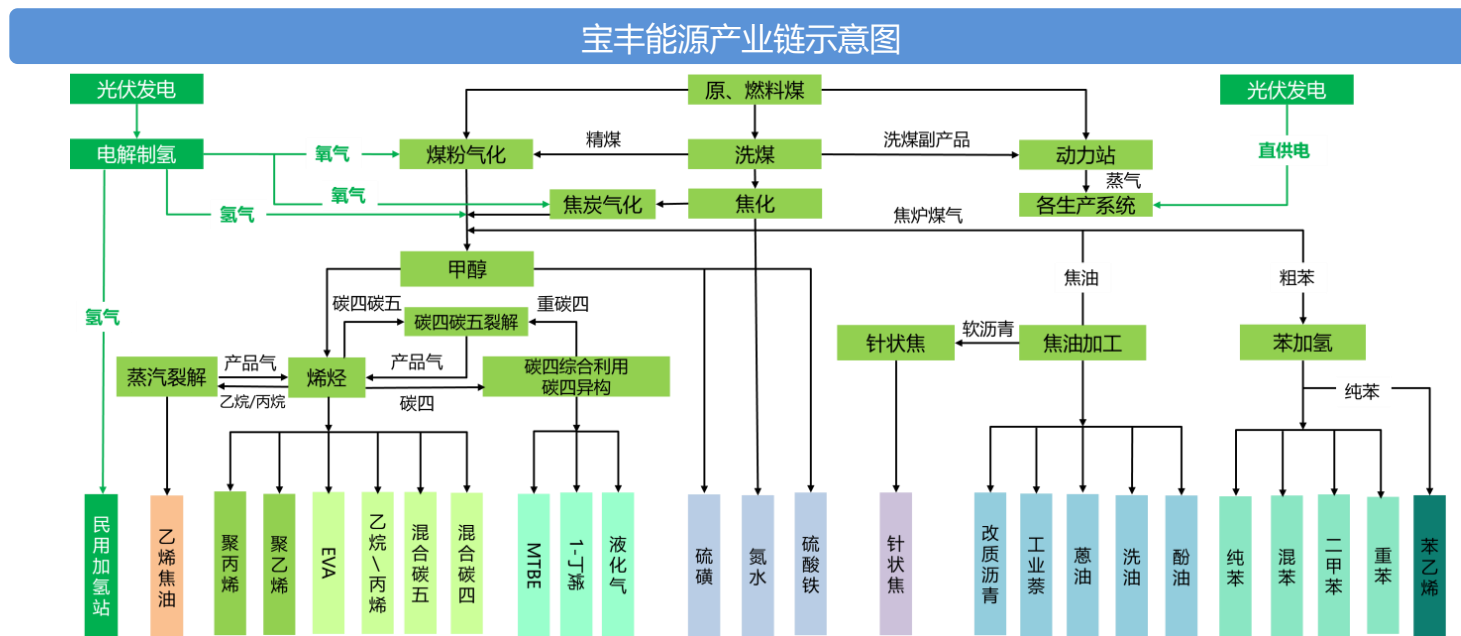 宝丰能源产业链示意图
光伏发电
原、燃料煤
光伏发电
电解制氢
氧气
煤粉气化
精煤
洗煤
洗煤副产品
动力站
直供电
蒸气
氧气
氢气
焦炭气化
焦化
各生产系统
焦炉煤气
甲醇
焦油
粗苯
氢气
碳四碳五
重碳四
碳四碳五裂解
针状焦
软沥青
焦油加工
苯加氢
产品气
产品气
蒸汽裂解
烯烃
碳四综合利用
碳四异构
乙烷/丙烷
碳四
纯苯
民用加氢站
乙烯焦油
聚丙烯
聚乙烯
EVA
乙烷\丙烯
混合碳五
混合碳四
MTBE
1-丁烯
液化气
硫磺
氮水
硫酸铁
针状焦
改质沥青
工业萘
蒽油
洗油
酚油
纯苯
混苯
二甲苯
重苯
苯乙烯